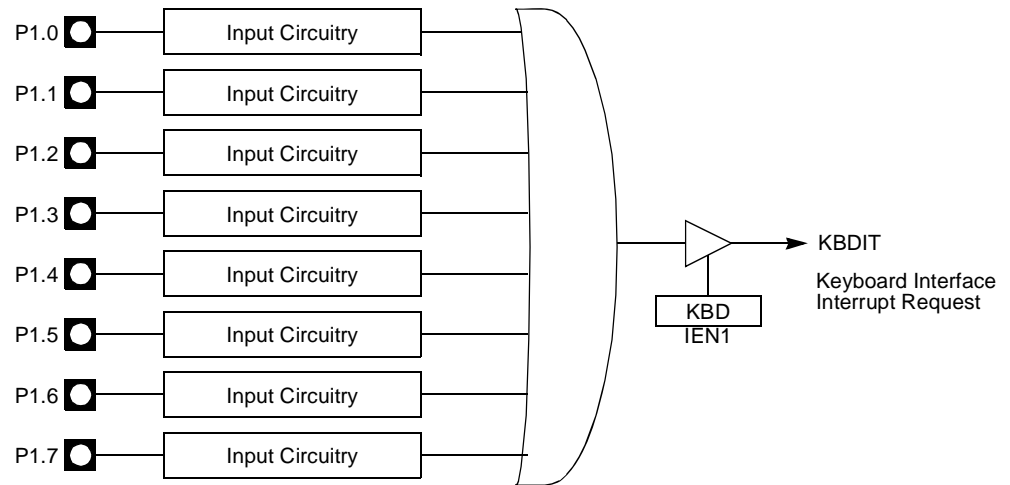 P1.0
Input Circuitry
P1.1
Input Circuitry
P1.2
Input Circuitry
P1.3
Input Circuitry
P1.4
Input Circuitry
P1.5
Input Circuitry
P1.6
Input Circuitry
P1.7
Input Circuitry
KBDIT
Keyboard Interface
Interrupt Request
KBD
IEN1